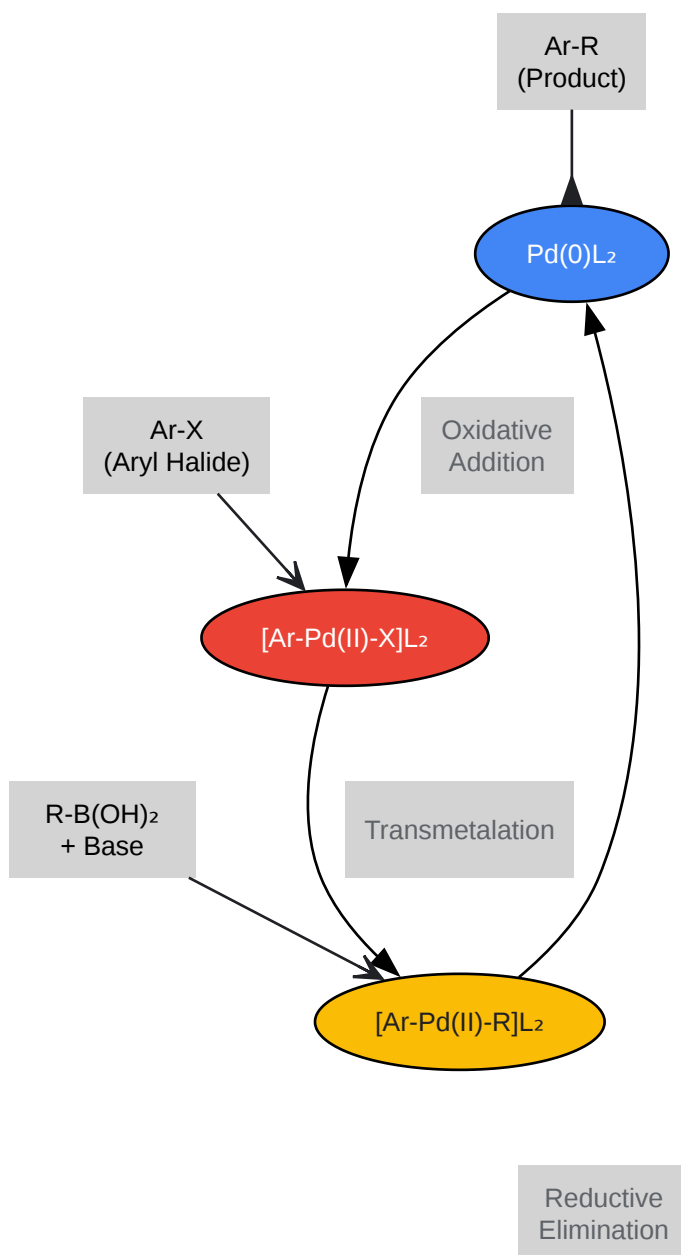 Ar-R
(Product)
Pd(0)L₂
Ar-X
(Aryl Halide)
Oxidative
Addition
[Ar-Pd(II)-X]L₂
R-B(OH)₂
+ Base
Transmetalation
[Ar-Pd(II)-R]L₂
Reductive
Elimination